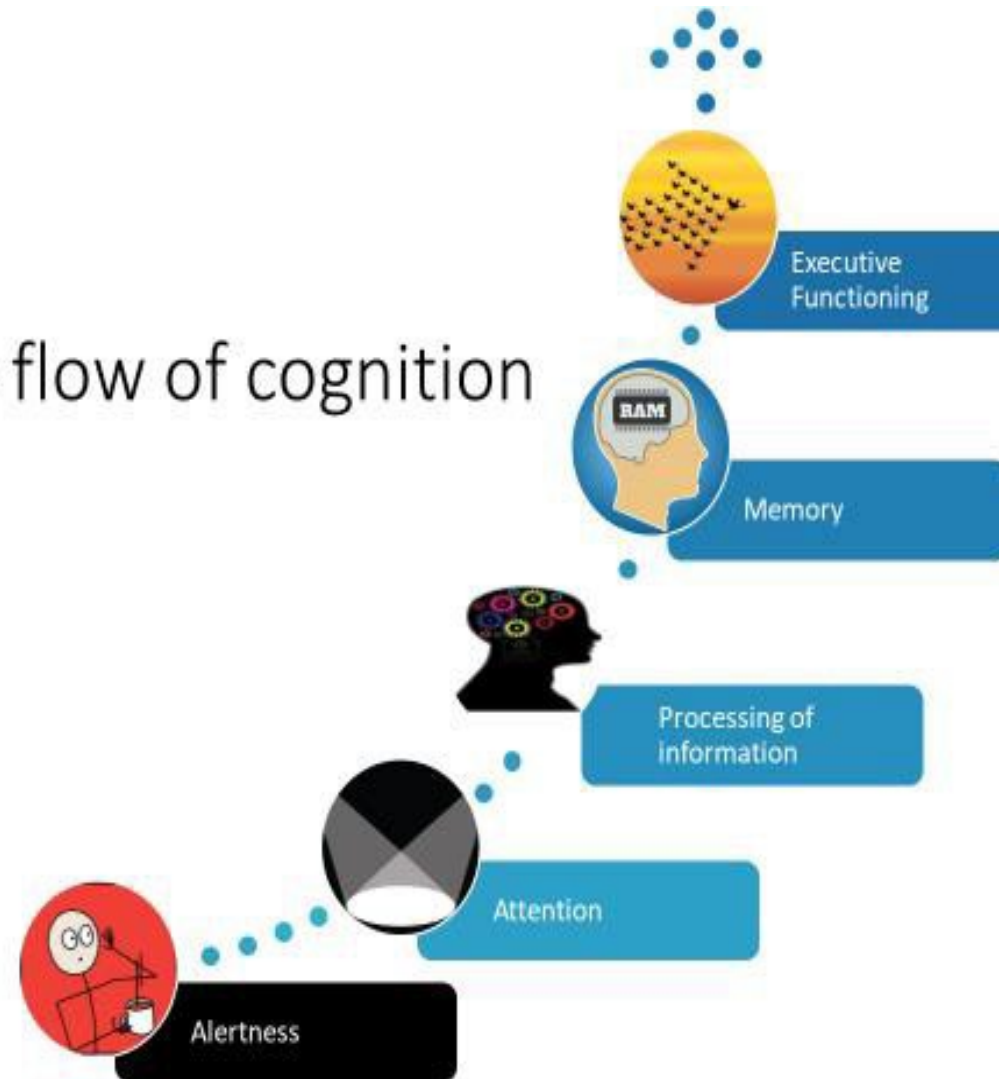 Executive
Functioning
flow of cognition
RAM
Memory
Processing of
information
Attention
Alertness